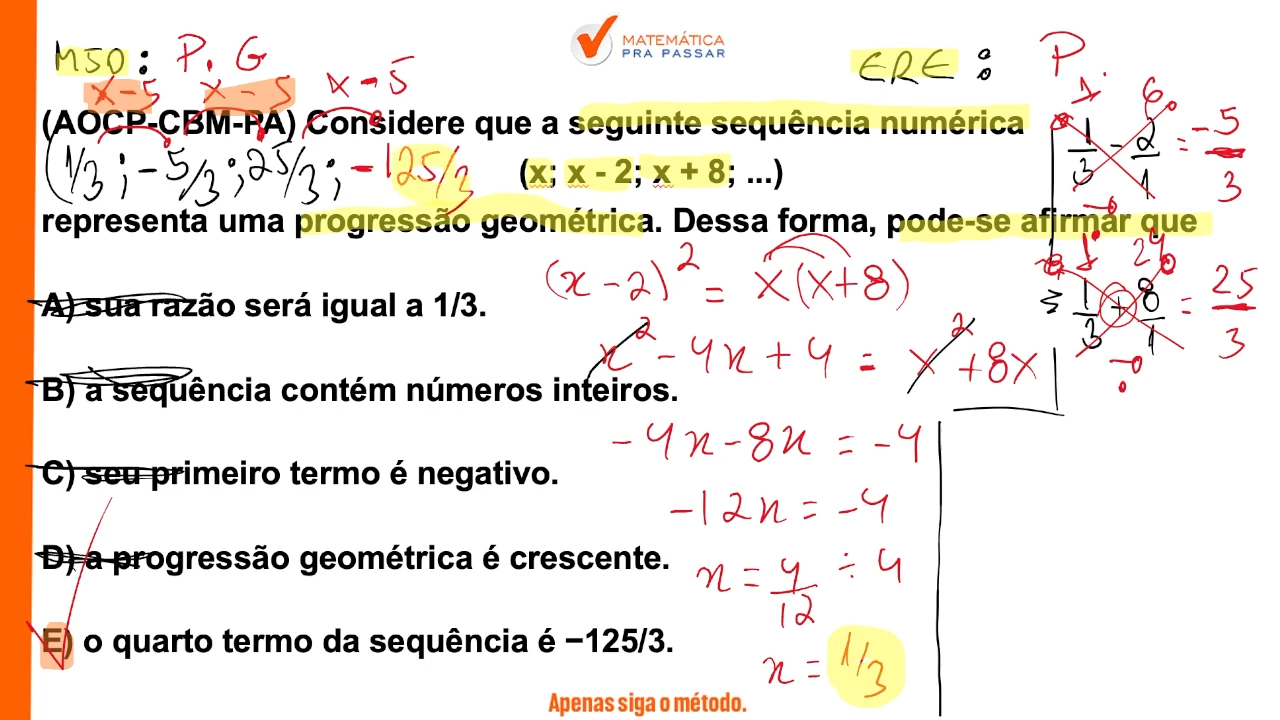 MATEMÁTICA
PRA PASSAR
MSD : P. G
ERE : P
x - 5 x - 5 x - 5
(AOCP-CBM-PA) Considere que a seguinte sequência numérica
(1/3 ; - 5/3 ; 25/3 ; - 125/3
(x; x - 2; x + 8; ...)
1/3 - 2/1 = -5/3
representa uma progressão geométrica. Dessa forma, pode-se afirmar que
(x - 2)² = x(x+8)
1/3 + 8/1 = 25/3
A) sua razão será igual a 1/3.
x² - 4x + 4 = x² + 8x
B) a sequência contém números inteiros.
- 4x - 8x = - 4
C) seu primeiro termo é negativo.
- 12x = - 4
D) a progressão geométrica é crescente.
x = 4/12 ÷ 4
E) o quarto termo da sequência é −125/3.
x = 1/3
Apenas siga o método.